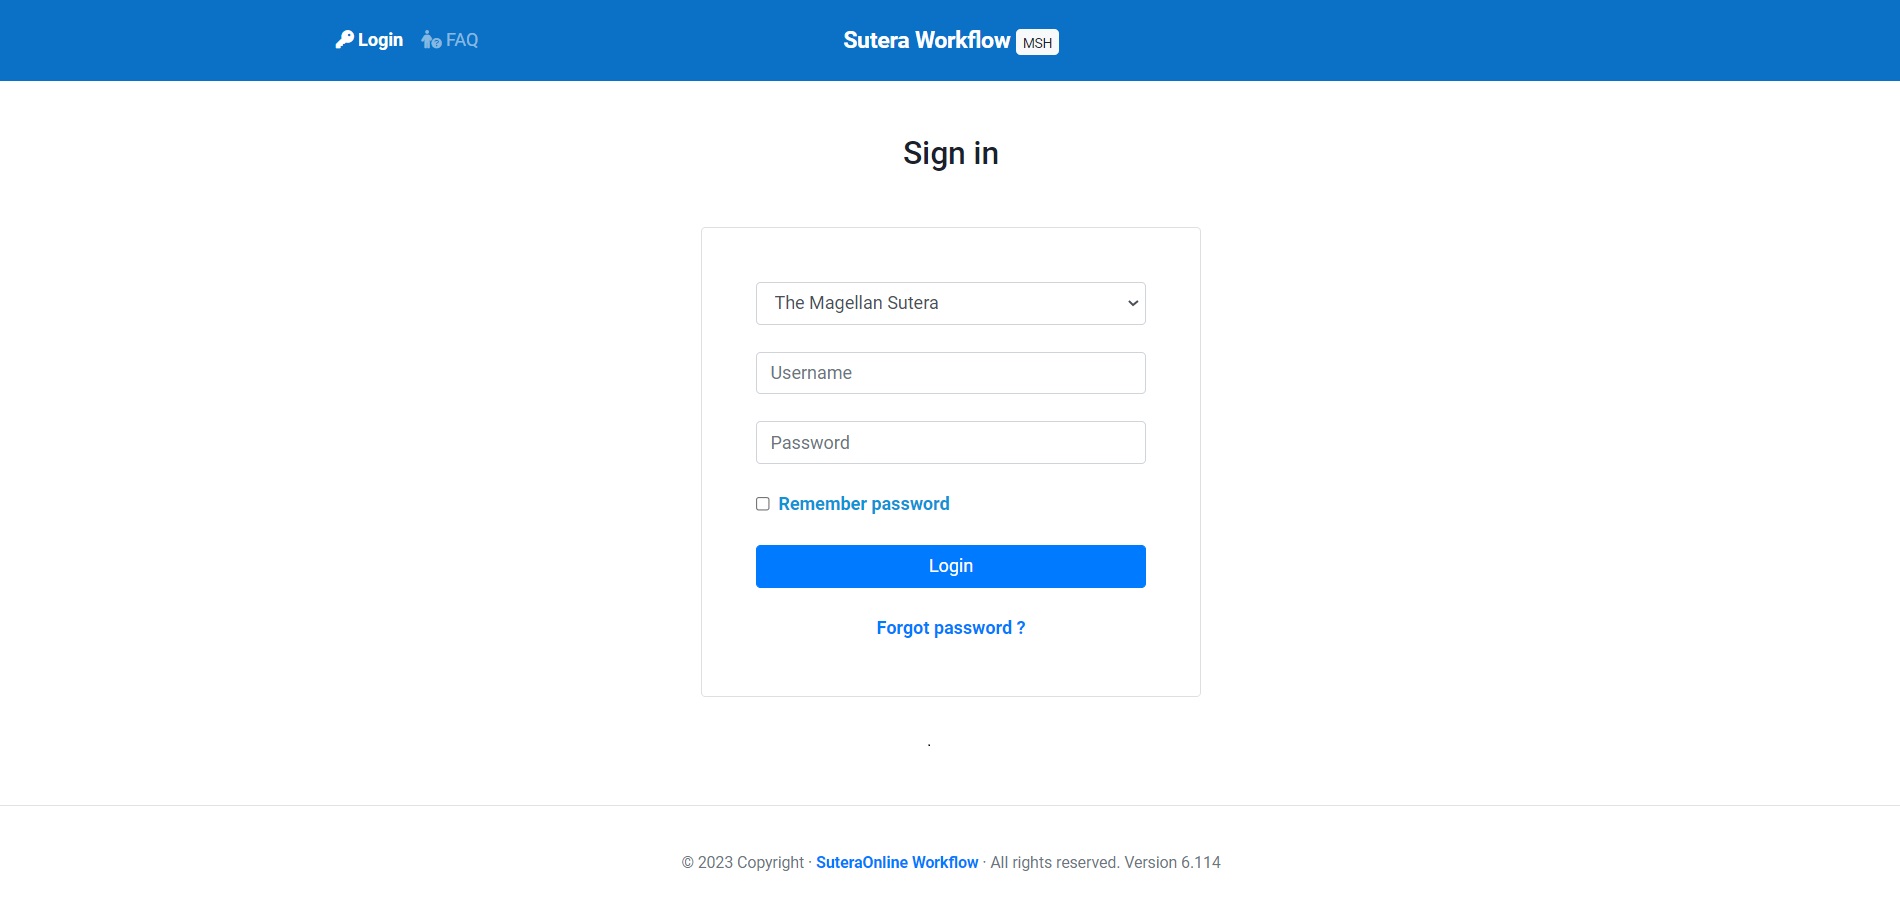 Login FAQ Sutera Workflow MSH
Sign in
The Magellan Sutera
Username
Password
Remember password
Login
Forgot password ?
.
© 2023 Copyright · SuteraOnline Workflow · All rights reserved. Version 6.114